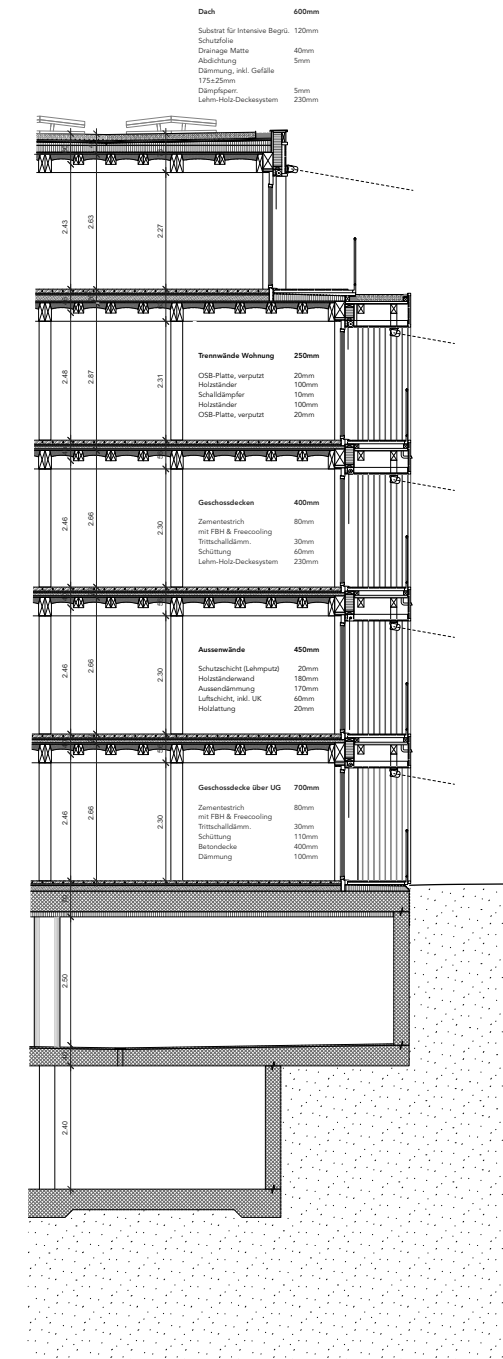 Dach 600mm
Substrat für Intensive Begrü. 120mm
Schutzfolie
Drainage Matte 40mm
Abdichtung 5mm
Dämmung, inkl. Gefälle
175±25mm
Dämpfsperr. 5mm
Lehm-Holz-Deckesystem 230mm
2.43
2.63
2.27
Trennwände Wohnung 250mm
OSB-Platte, verputzt 20mm
Holzständer 100mm
Schalldämpfer 10mm
Holzständer 100mm
OSB-Platte, verputzt 20mm
2.48
2.87
2.31
Geschossdecken 400mm
Zementestrich 80mm
mit FBH & Freecooling
Trittschalldämm. 30mm
Schüttung 60mm
Lehm-Holz-Deckesystem 230mm
2.46
2.66
2.30
Aussenwände 450mm
Schutzschicht (Lehmputz) 20mm
Holzständerwand 180mm
Aussendämmung 170mm
Luftschicht, inkl. UK 60mm
Holzlattung 20mm
2.46
2.66
2.30
Geschossdecke über UG 700mm
Zementestrich 80mm
mit FBH & Freecooling
Trittschalldämm. 30mm
Schüttung 110mm
Betondecke 400mm
Dämmung 100mm
2.46
2.66
2.30
70
2.50
40
2.40